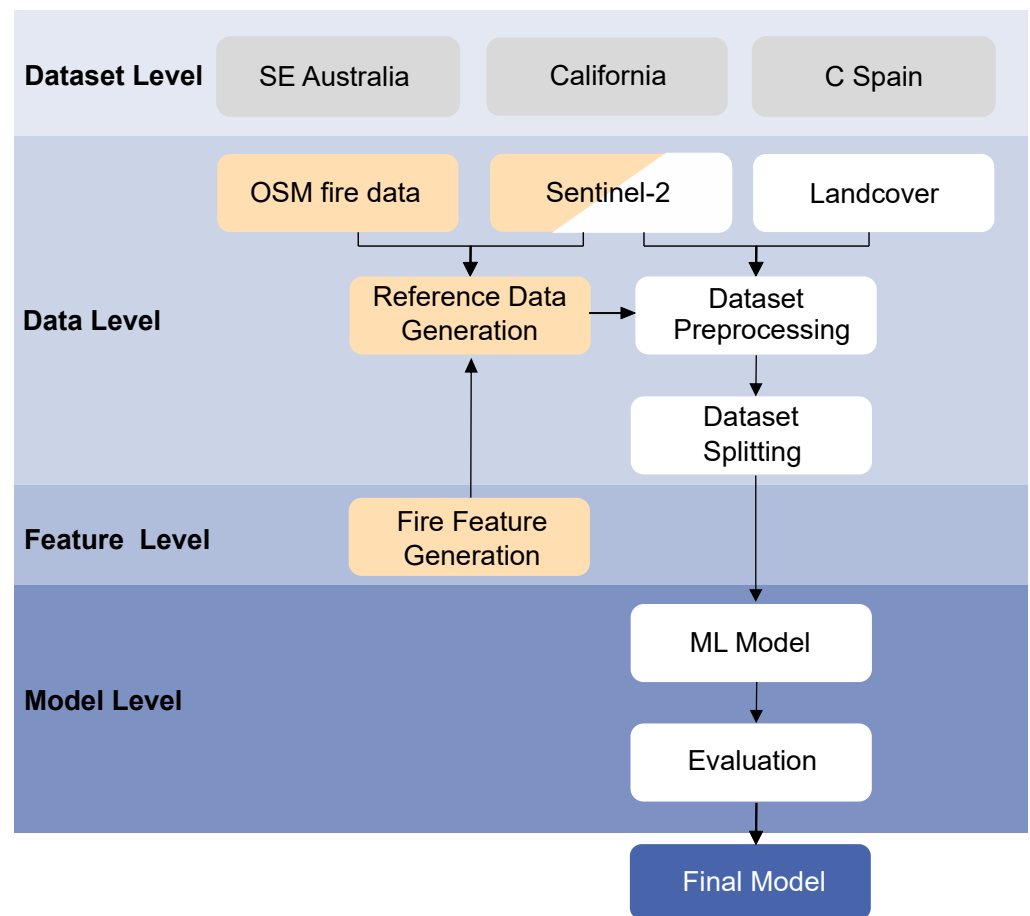 Dataset Level
SE Australia
California
C Spain
OSM fire data
Sentinel-2
Landcover
Data Level
Reference Data
Generation
Dataset
Preprocessing
Dataset
Splitting
Feature  Level
Fire Feature
Generation
Model Level
ML Model
Evaluation
Final Model